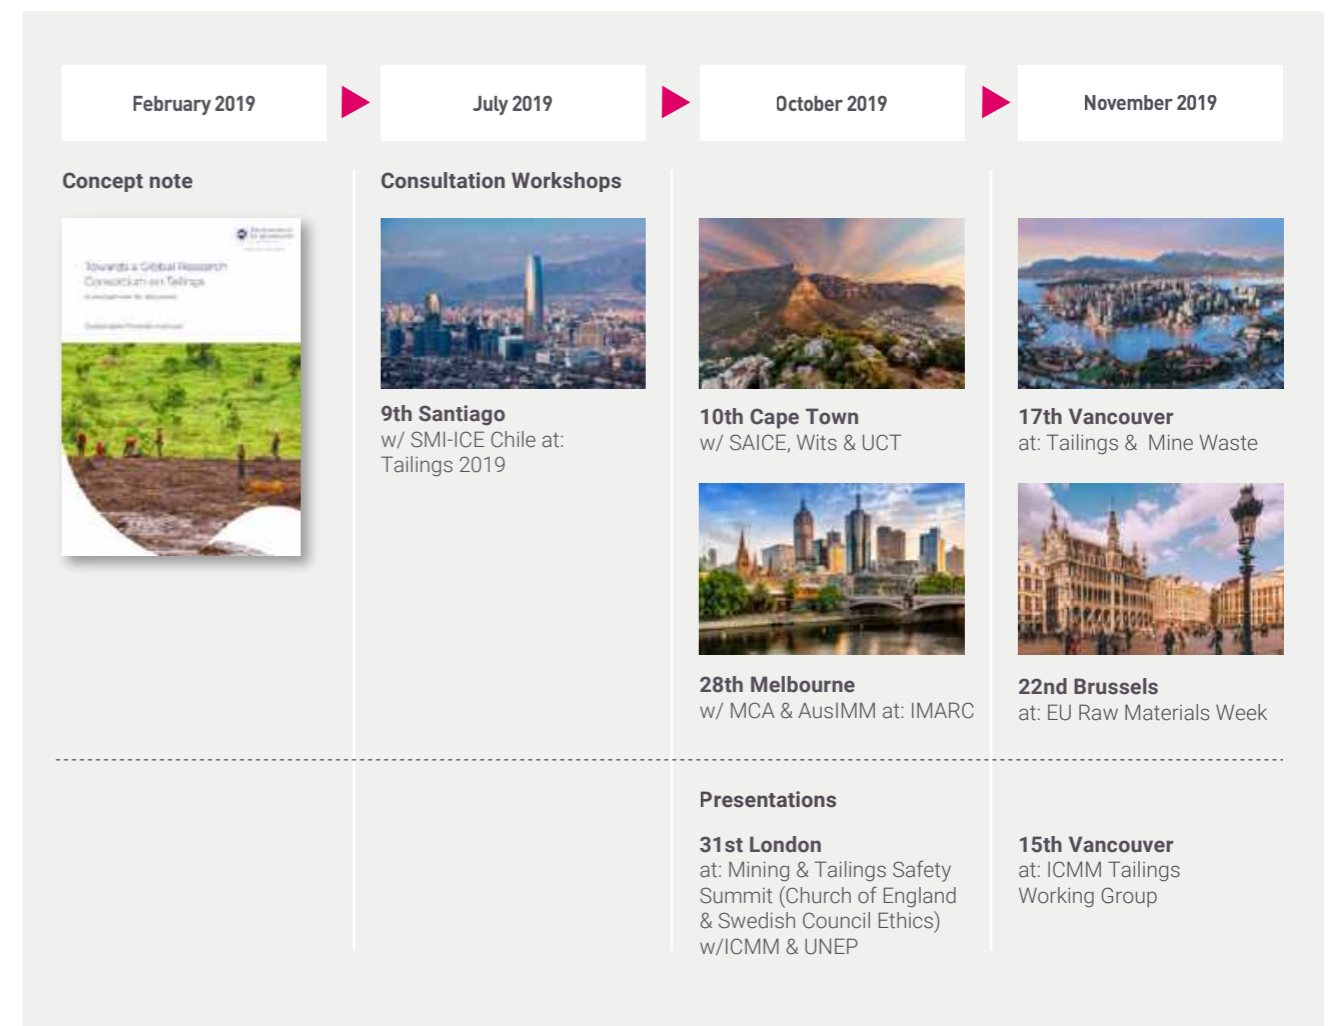 February 2019
July 2019
October 2019
November 2019
Concept note
Consultation Workshops
Towards a Global Research
Consortium on Tailings
9th Santiago
w/ SMI-ICE Chile at:
Tailings 2019
10th Cape Town
w/ SAICE, Wits & UCT
17th Vancouver
at: Tailings & Mine Waste
28th Melbourne
w/ MCA & AusIMM at: IMARC
22nd Brussels
at: EU Raw Materials Week
Presentations
31st London
at: Mining & Tailings Safety
Summit (Church of England
& Swedish Council Ethics)
w/ICMM & UNEP
15th Vancouver
at: ICMM Tailings
Working Group